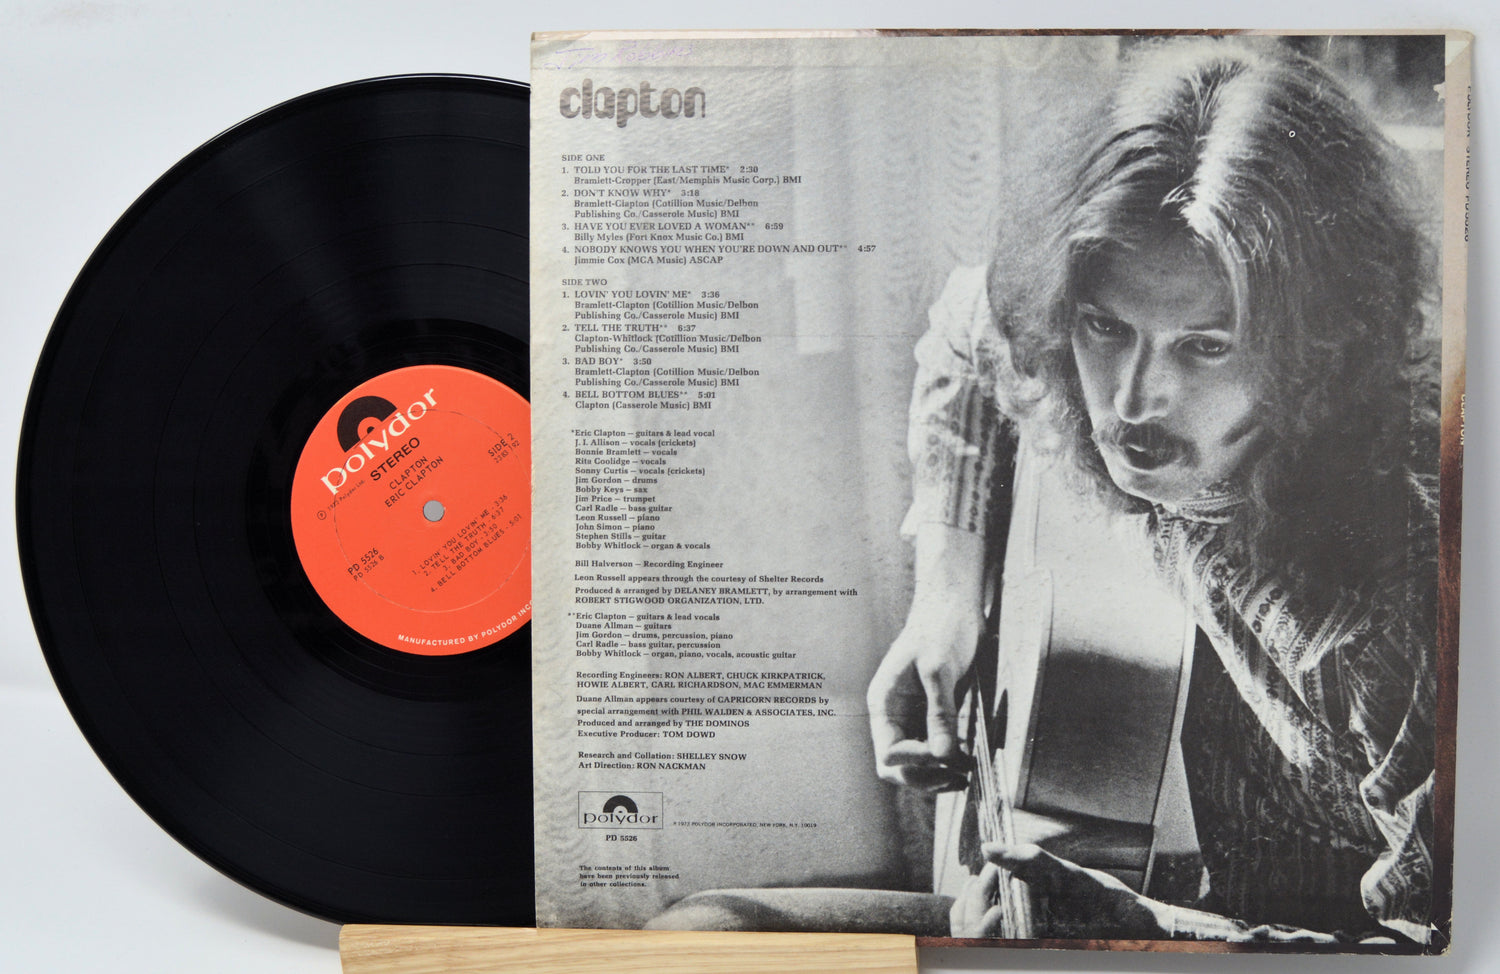 clapton
SIDE ONE
1. TOLD YOU FOR THE LAST TIME* 2:30
Bramlett-Cropper (East/Memphis Music Corp.) BMI
2. DON'T KNOW WHY* 3:18
Bramlett-Clapton (Cotillion Music/Delbon
Publishing Co./Casserole Music) BMI
3. HAVE YOU EVER LOVED A WOMAN** 6:59
Billy Myles (Fort Knox Music Co.) BMI
4. NOBODY KNOWS YOU WHEN YOU'RE DOWN AND OUT** 4:57
Jimmie Cox (MCA Music) ASCAP
SIDE TWO
1. LOVIN' YOU LOVIN' ME* 3:36
Bramlett-Clapton (Cotillion Music/Delbon
Publishing Co./Casserole Music) BMI
2. TELL THE TRUTH** 6:37
Clapton-Whitlock (Cotillion Music/Delbon
Publishing Co./Casserole Music) BMI
3. BAD BOY* 3:50
Bramlett-Clapton (Cotillion Music/Delbon
Publishing Co./Casserole Music) BMI
4. BELL BOTTOM BLUES** 5:01
Clapton (Casserole Music) BMI
*Eric Clapton — guitars & lead vocal
J. I. Allison — vocals (crickets)
Bonnie Bramlett — vocals
Rita Coolidge — vocals
Sonny Curtis — vocals (crickets)
Jim Gordon — drums
Bobby Keys — sax
Jim Price — trumpet
Carl Radle — bass guitar
Leon Russell — piano
John Simon — piano
Stephen Stills — guitar
Bobby Whitlock — organ & vocals
Bill Halverson — Recording Engineer
Leon Russell appears through the courtesy of Shelter Records
Produced & arranged by DELANEY BRAMLETT, by arrangement with
ROBERT STIGWOOD ORGANIZATION, LTD.
**Eric Clapton — guitars & lead vocals
Duane Allman — guitars
Jim Gordon — drums, percussion, piano
Carl Radle — bass guitar, percussion
Bobby Whitlock — organ, piano, vocals, acoustic guitar
Recording Engineers: RON ALBERT, CHUCK KIRKPATRICK,
HOWIE ALBERT, CARL RICHARDSON, MAC EMMERMAN
Duane Allman appears courtesy of CAPRICORN RECORDS by
special arrangement with PHIL WALDEN & ASSOCIATES, INC.
Produced and arranged by THE DOMINOS
Executive Producer: TOM DOWD
Research and Collation: SHELLEY SNOW
Art Direction: RON NACKMAN
polydor
PD 5526
℗ 1973 POLYDOR INCORPORATED, NEW YORK, N.Y. 10019
The contents of this album
have been previously released
in other collections.
polydor
STEREO
CLAPTON
ERIC CLAPTON
SIDE 2
℗ 1973 Polydor Ltd.
PD 5526
PD 5526 B
1. LOVIN' YOU LOVIN' ME - 3:36
2. TELL THE TRUTH - 6:37
3. BAD BOY - 3:50
4. BELL BOTTOM BLUES - 5:01
MANUFACTURED BY POLYDOR INCO
CLAPTON